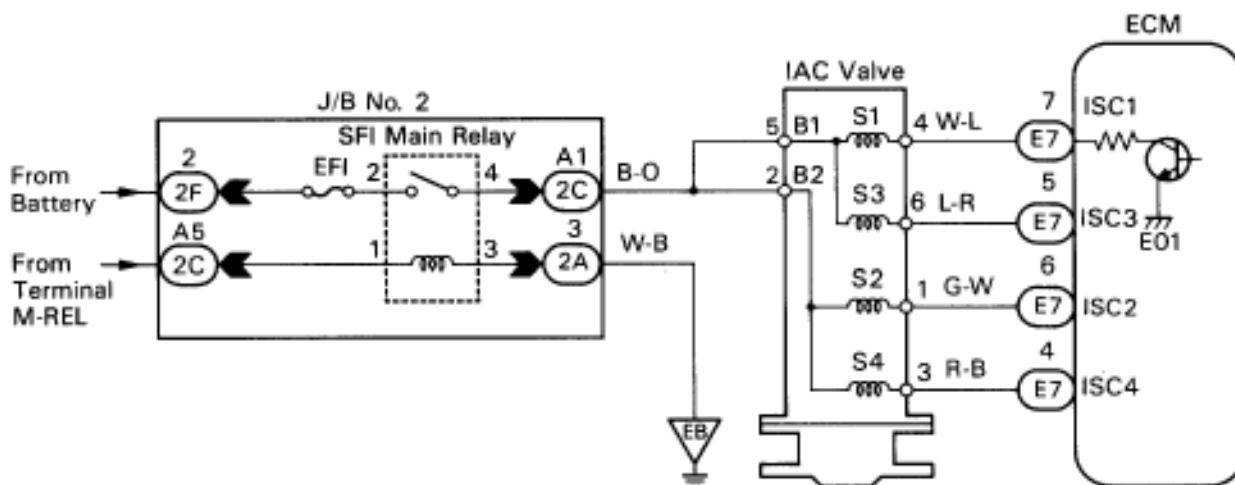 ECM
IAC Valve
J/B No. 2
SFI Main Relay
7
ISC1
5 B1
S1
4 W-L
E7
2
EFI
2
4
A1
From
Battery
2F
2C
B-O
2 B2
5
S3
6 L-R
E7
ISC3
EO1
A5
3
W-B
From
Terminal
M-REL
2C
1
3
2A
6
S2
1 G-W
E7
ISC2
4
S4
3 R-B
E7
ISC4
EB